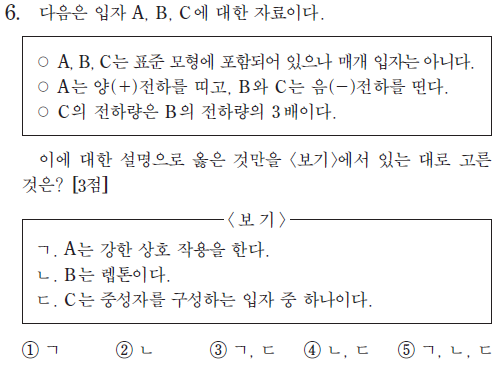 6. 다음은 입자 A, B, C에 대한 자료이다.
○ A, B, C는 표준 모형에 포함되어 있으나 매개 입자는 아니다.
○ A는 양(+)전하를 띠고, B와 C는 음(-)전하를 띤다.
○ C의 전하량은 B의 전하량의 3배이다.
이에 대한 설명으로 옳은 것만을 <보기>에서 있는 대로 고른
것은? [3점]
<보 기>
ㄱ. A는 강한 상호 작용을 한다.
ㄴ. B는 렙톤이다.
ㄷ. C는 중성자를 구성하는 입자 중 하나이다.
① ㄱ ② ㄴ ③ ㄱ, ㄷ ④ ㄴ, ㄷ ⑤ ㄱ, ㄴ, ㄷ